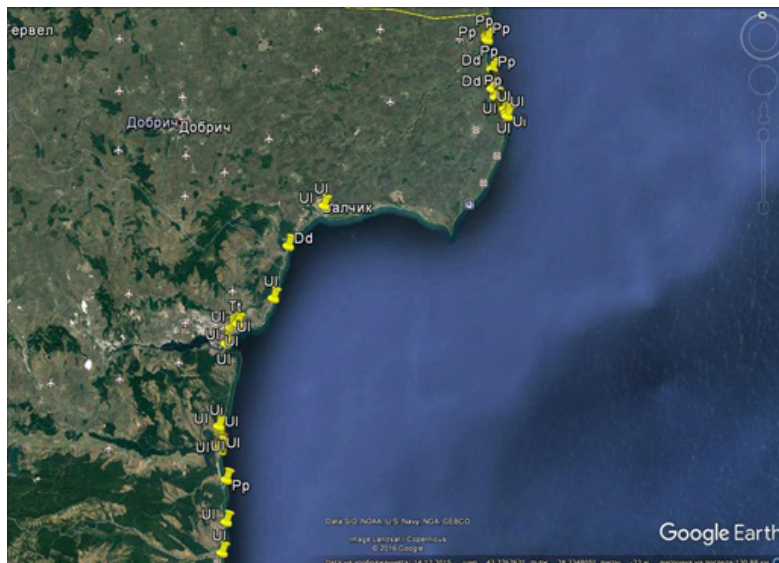 Pp
Pp Pp
Pp
Dd Pp
Dd Pp
Ul
Ul Ul
Ul Ui
Добрич Добрич
Ul
Ul
алчик
Dd
Ul
Tt
Ul Ul
Ul Ul
Ul
Ui
Ul Ul
Ul Ul Ul
Pp
Ul
Ul
Data SIO, NOAA, U.S. Navy, NGA, GEBCO
Image Landsat / Copernicus
© 2016 Google
Google Earth